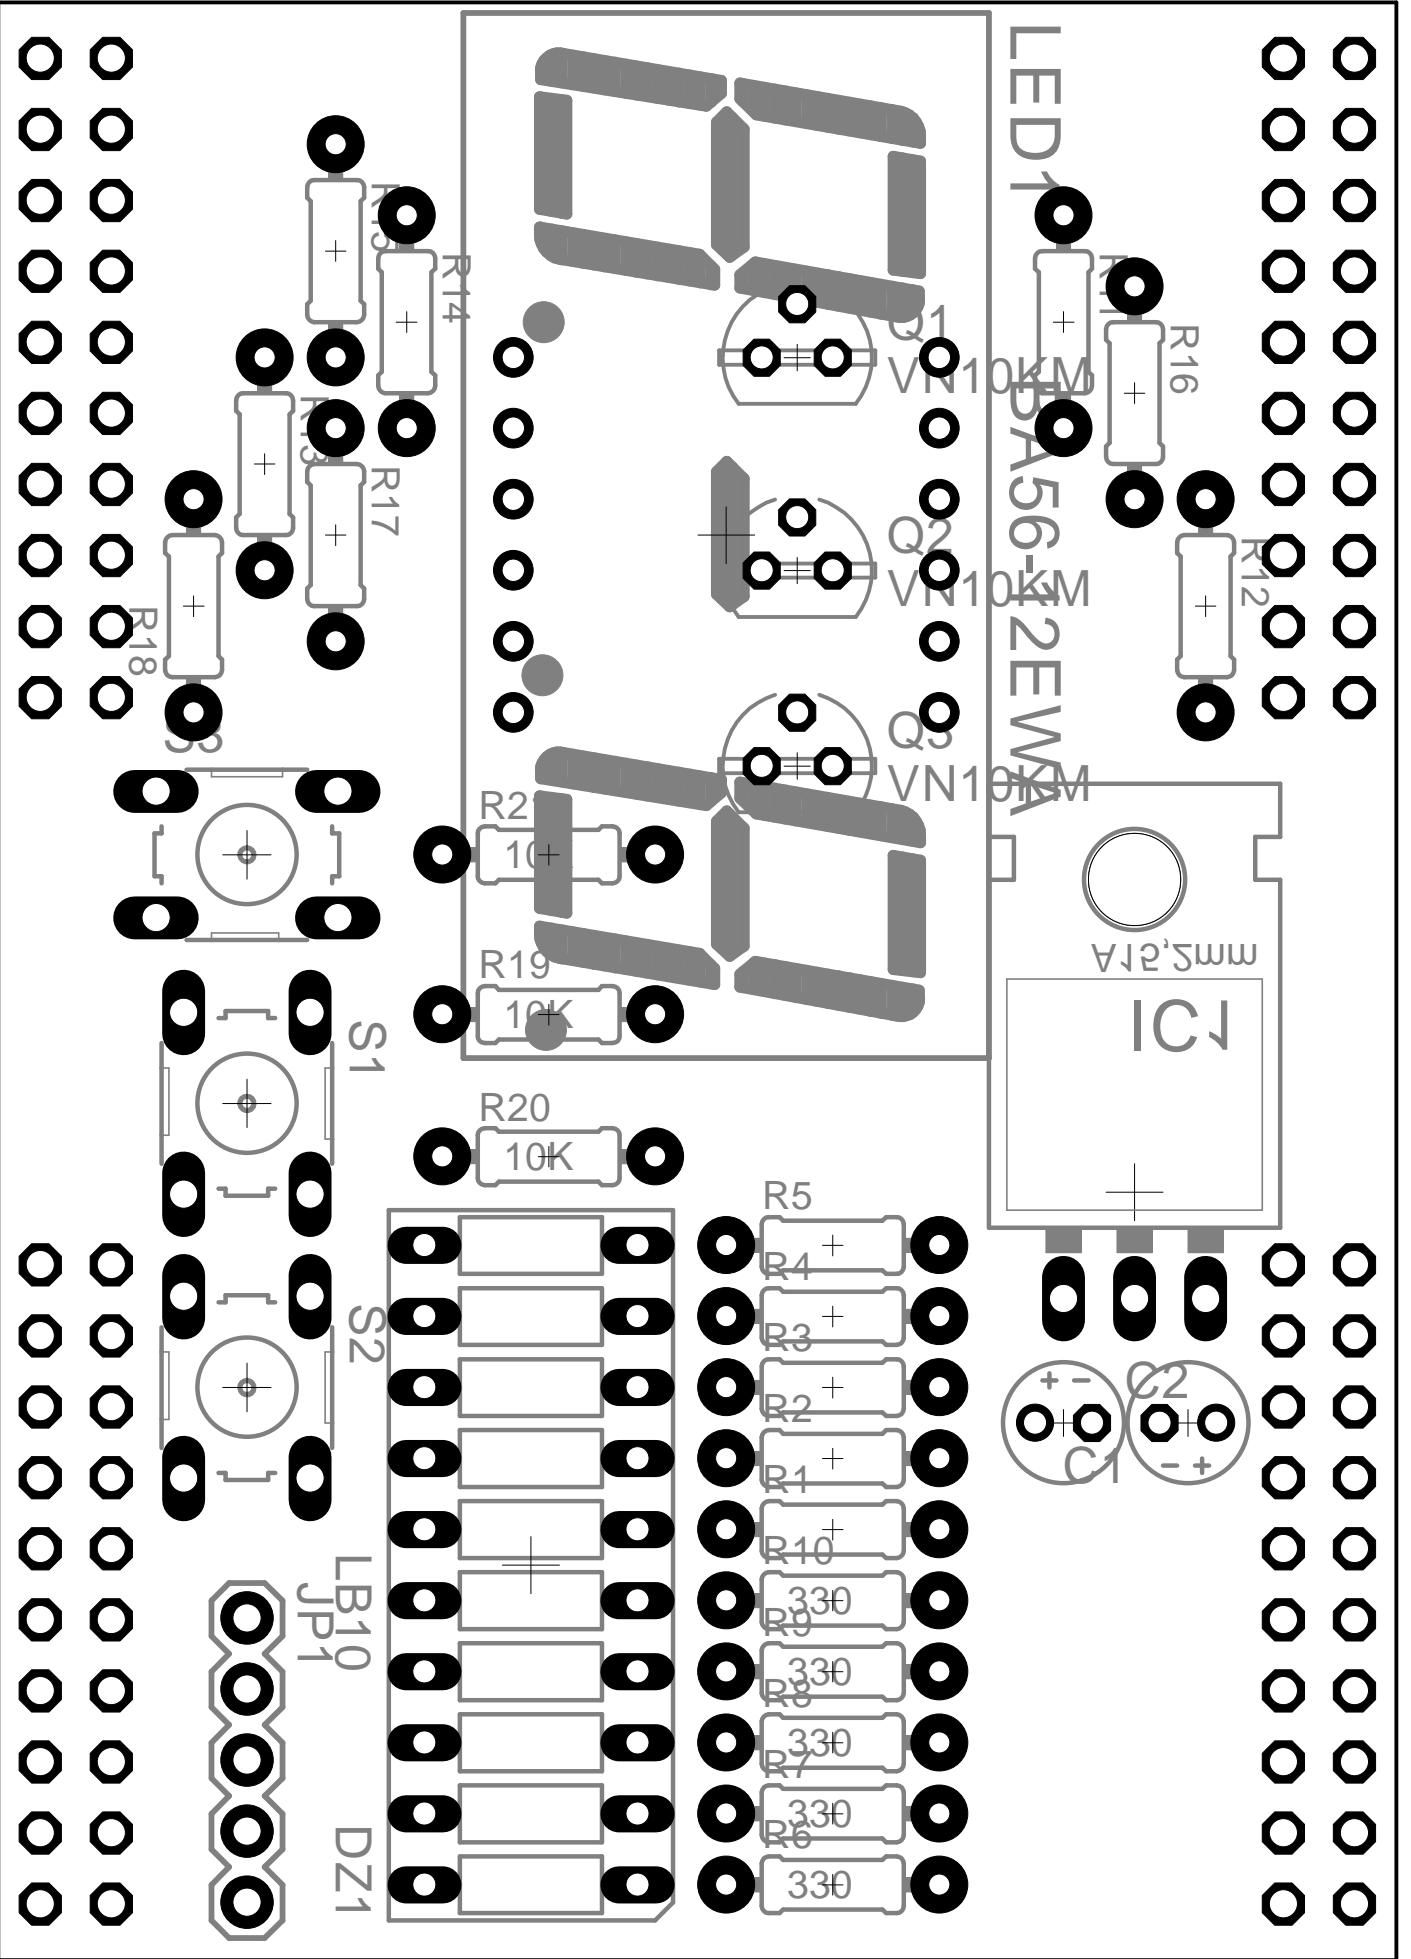 LED1
R15
R14
Q1
VN10KM
R11
R16
BA56-12EWA
R13
R17
Q2
VN10KM
R12
R18
S3
Q3
VN10KM
R21
10K
A15,2mm
R19
10K
IC1
S1
R20
10K
R5
R4
S2
R3
R2
+ -
C2
C1
- +
R1
LB10
JP1
R10
330
R9
330
R8
330
R7
330
DZ1
R6
330